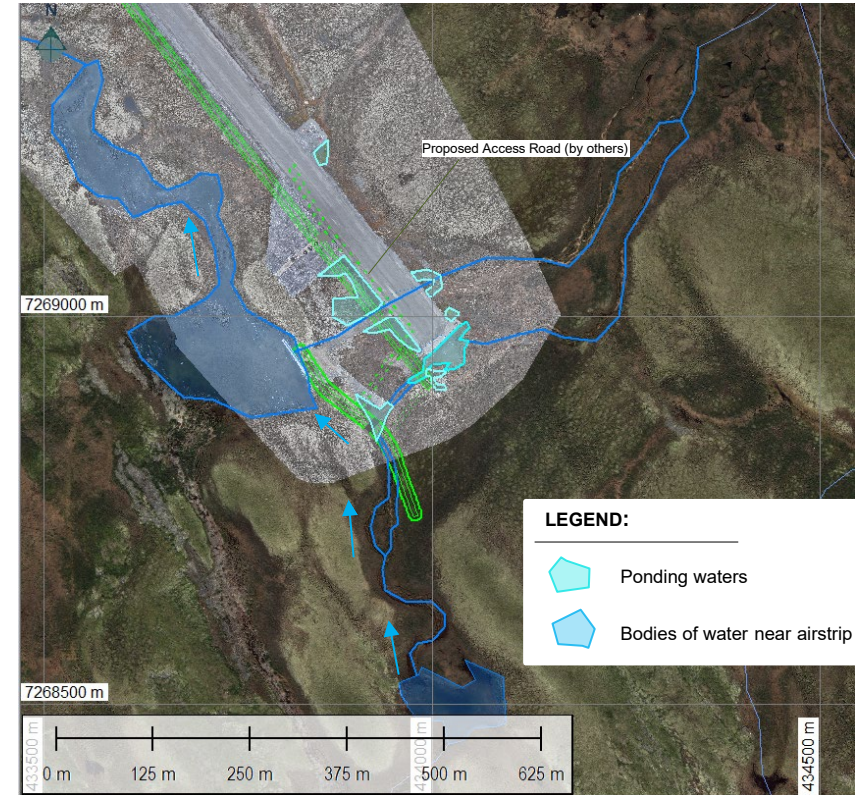 N
Proposed Access Road (by others)
7269000 m
LEGEND:
Ponding waters
Bodies of water near airstrip
7268500 m
433500 m
434000 m
434500 m
0 m
125 m
250 m
375 m
500 m
625 m